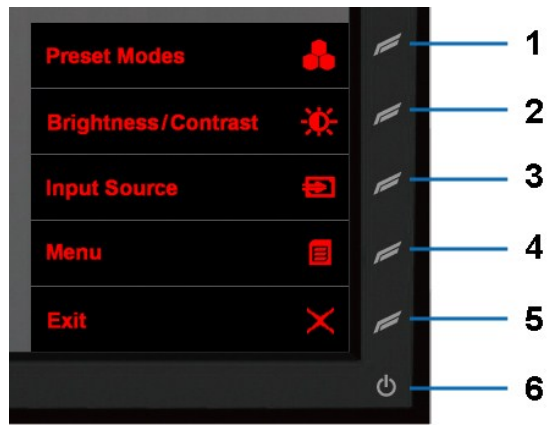 Preset Modes
1
Brightness/Contrast
2
Input Source
3
Menu
4
Exit
5
6